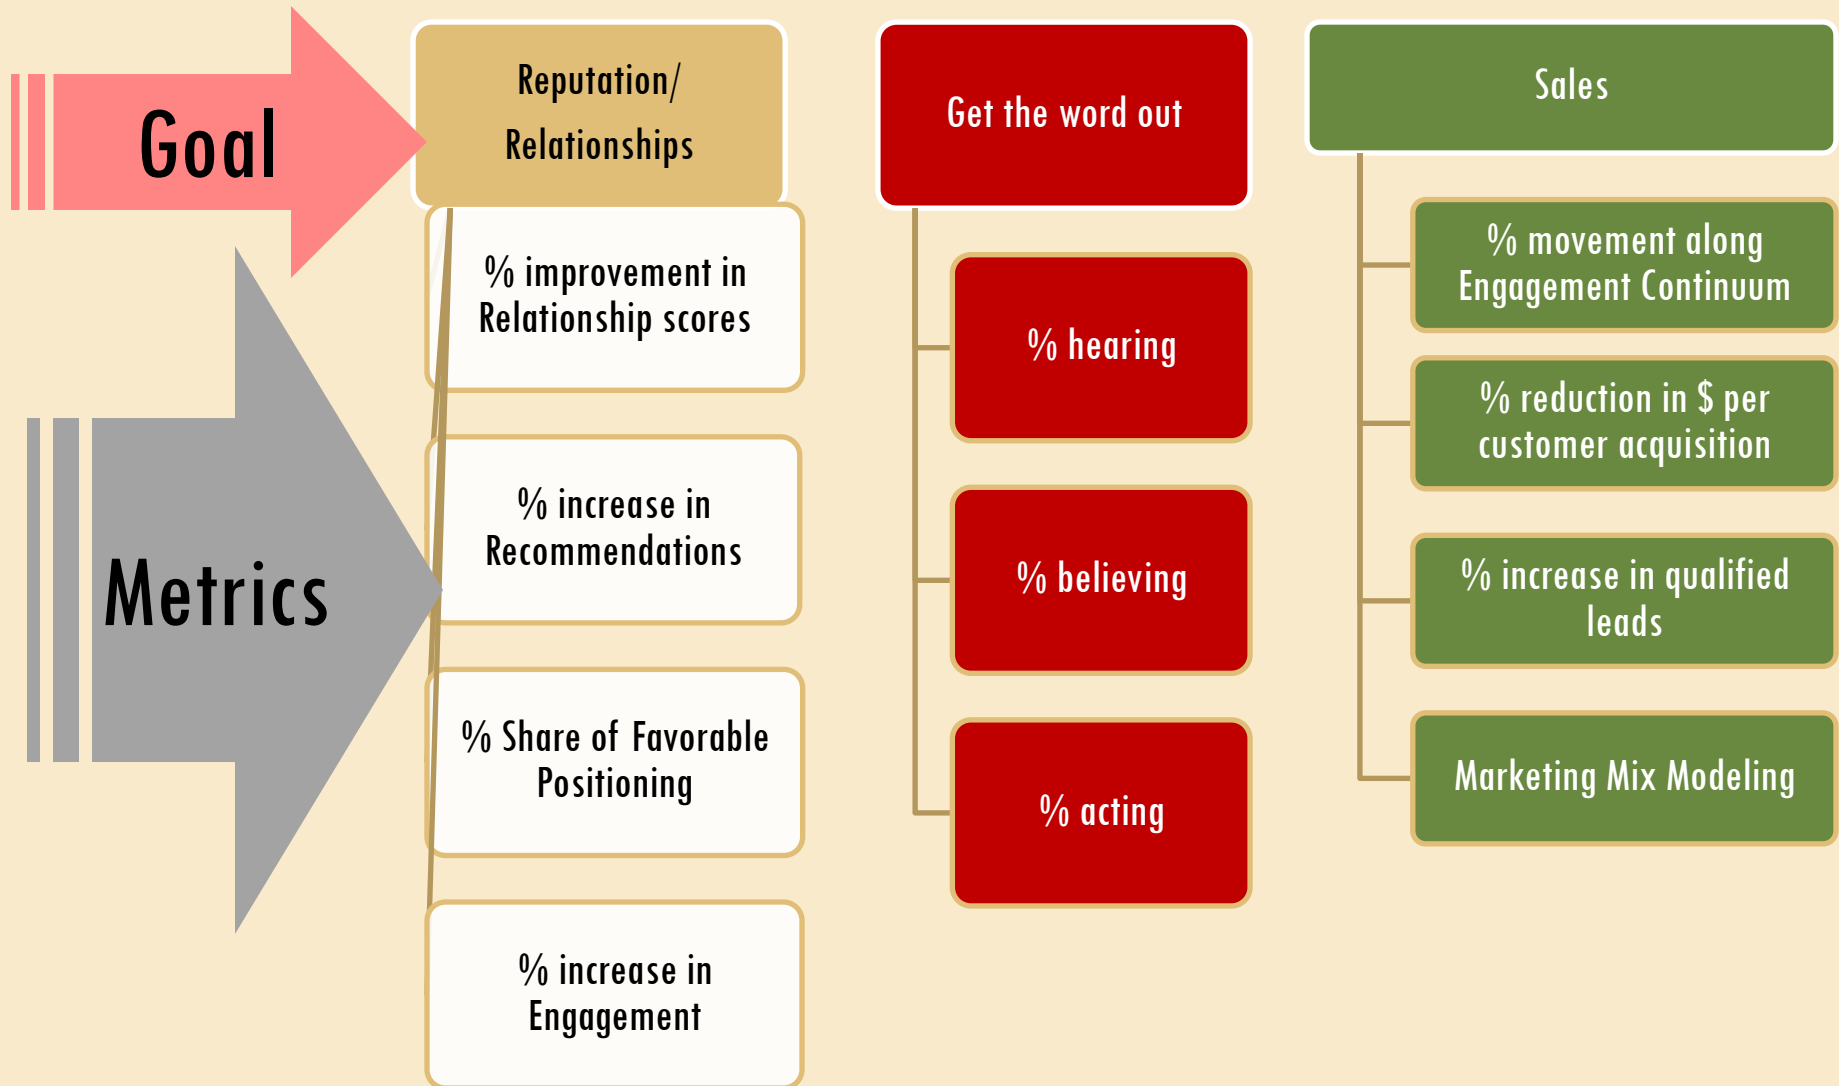 Goal
Reputation/
Relationships
Get the word out
Sales
Metrics
% improvement in
Relationship scores
% increase in
Recommendations
% Share of Favorable
Positioning
% increase in
Engagement
% hearing
% believing
% acting
% movement along
Engagement Continuum
% reduction in $ per
customer acquisition
% increase in qualified
leads
Marketing Mix Modeling